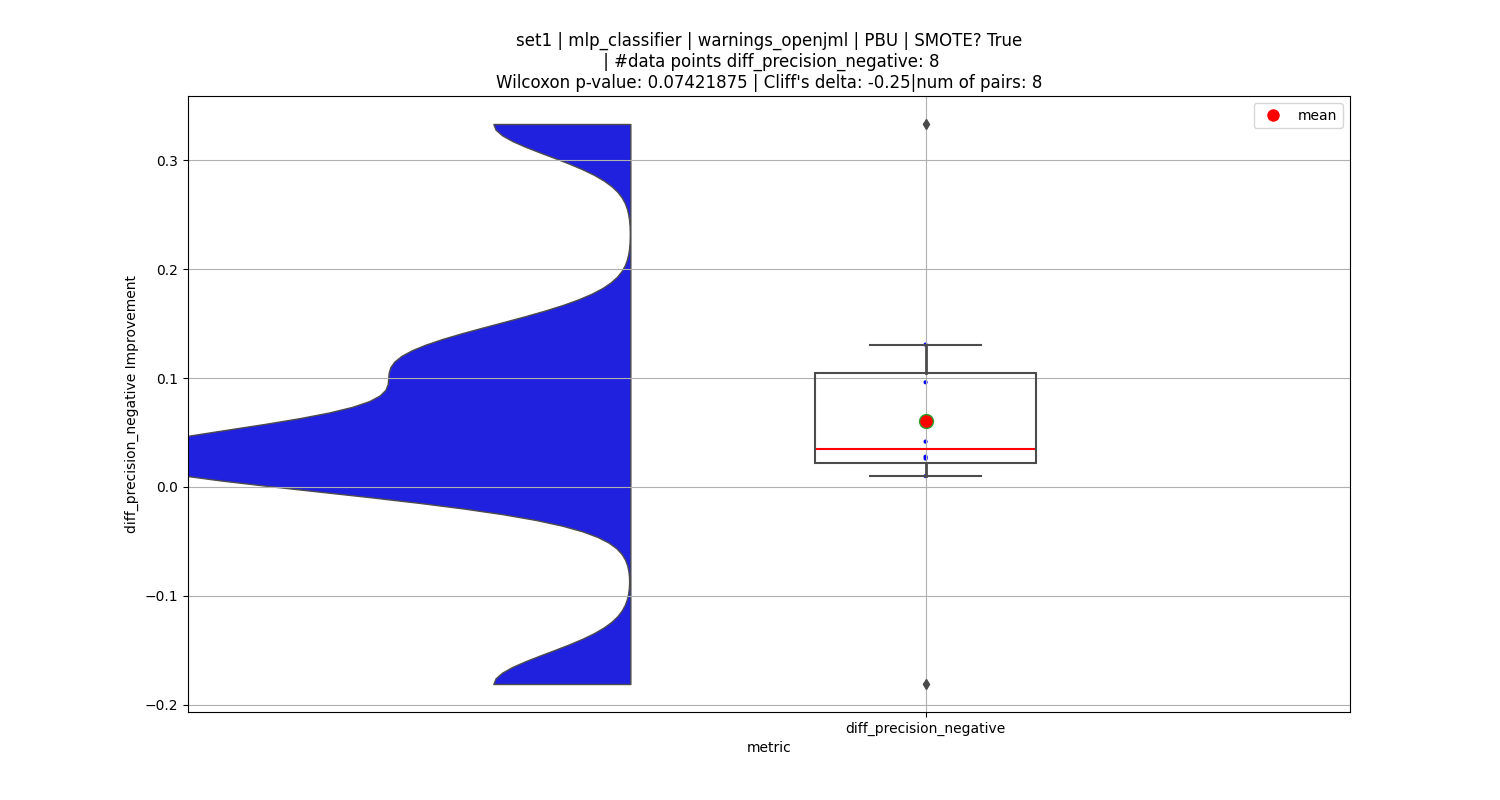 set1 | mlp_classifier | warnings_openjml | PBU | SMOTE? True
| #data points diff_precision_negative: 8
Wilcoxon p-value: 0.07421875 | Cliff's delta: -0.25|num of pairs: 8
mean
0.3
0.2
0.1
0.0
−0.1
−0.2
diff_precision_negative Improvement
diff_precision_negative
metric